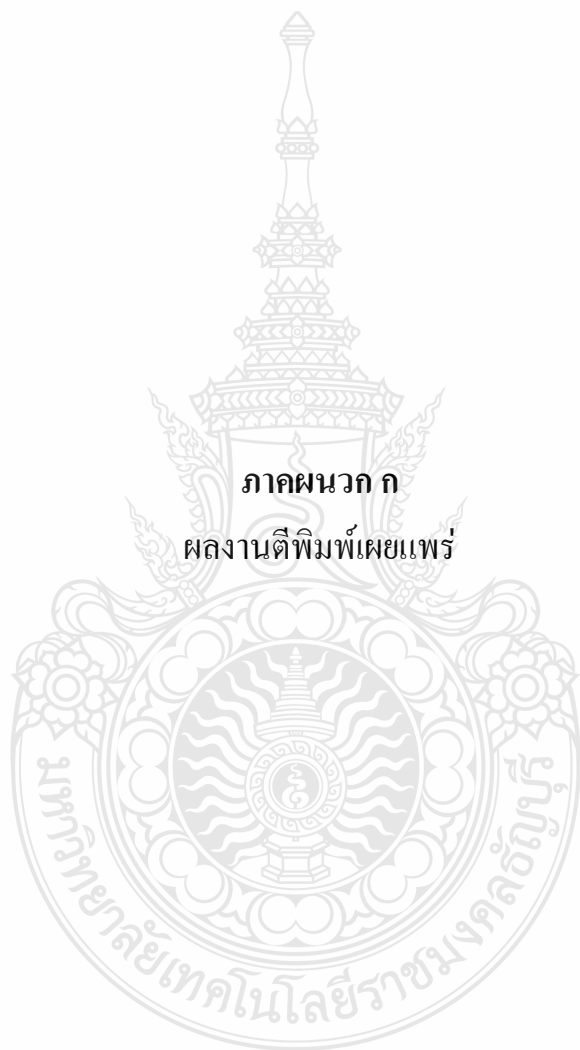 ภาคผนวก ก
ผลงานตีพิมพ์เผยแพร่
มหาวิทยาลัยเทคโนโลยีราชมงคลธัญบุรี